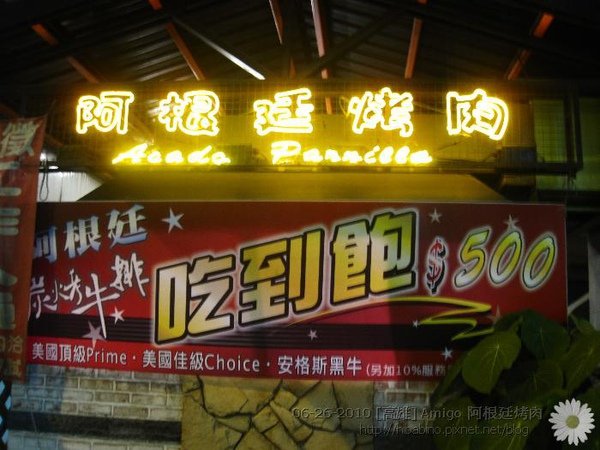 阿根廷烤肉
Asado Parrilla
阿根廷
炭火秀牛排
吃到飽 $500
美國頂級Prime · 美國佳級Choice · 安格斯黑牛 (另加10%服務
06-26-2010 [高雄] Amigo 阿根廷烤肉
http://noabino.pixnet.net/blog